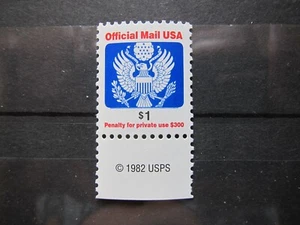 Official Mail USA
$1
Penalty for private use $300
© 1982 USPS